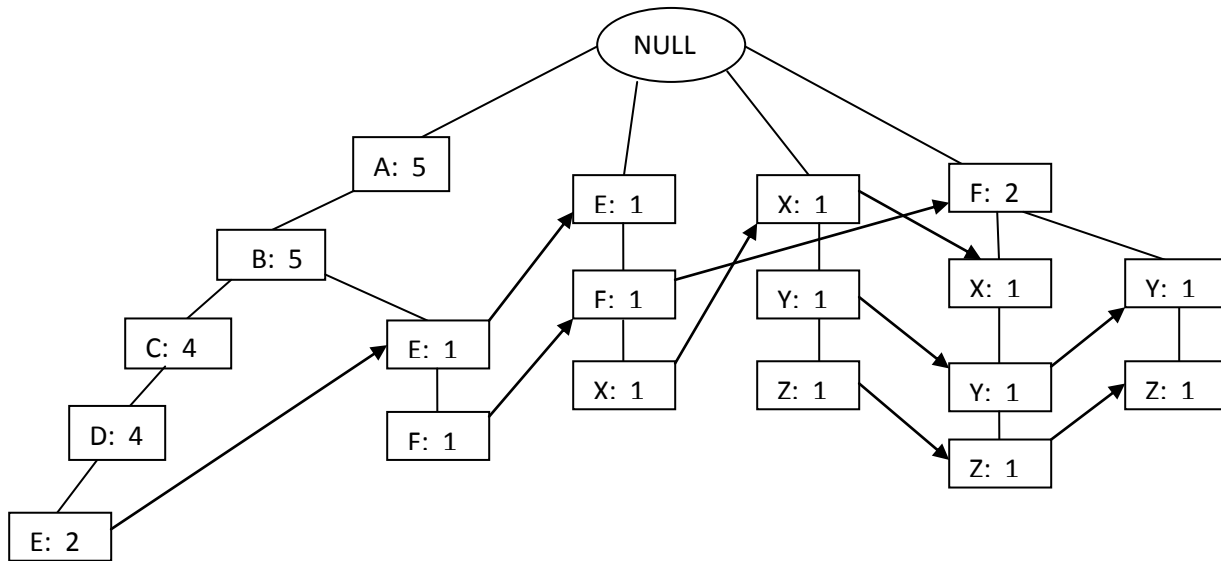 NULL
A: 5
E: 1
X: 1
F: 2
B: 5
F: 1
Y: 1
X: 1
Y: 1
C: 4
E: 1
X: 1
Z: 1
Y: 1
Z: 1
D: 4
F: 1
Z: 1
E: 2